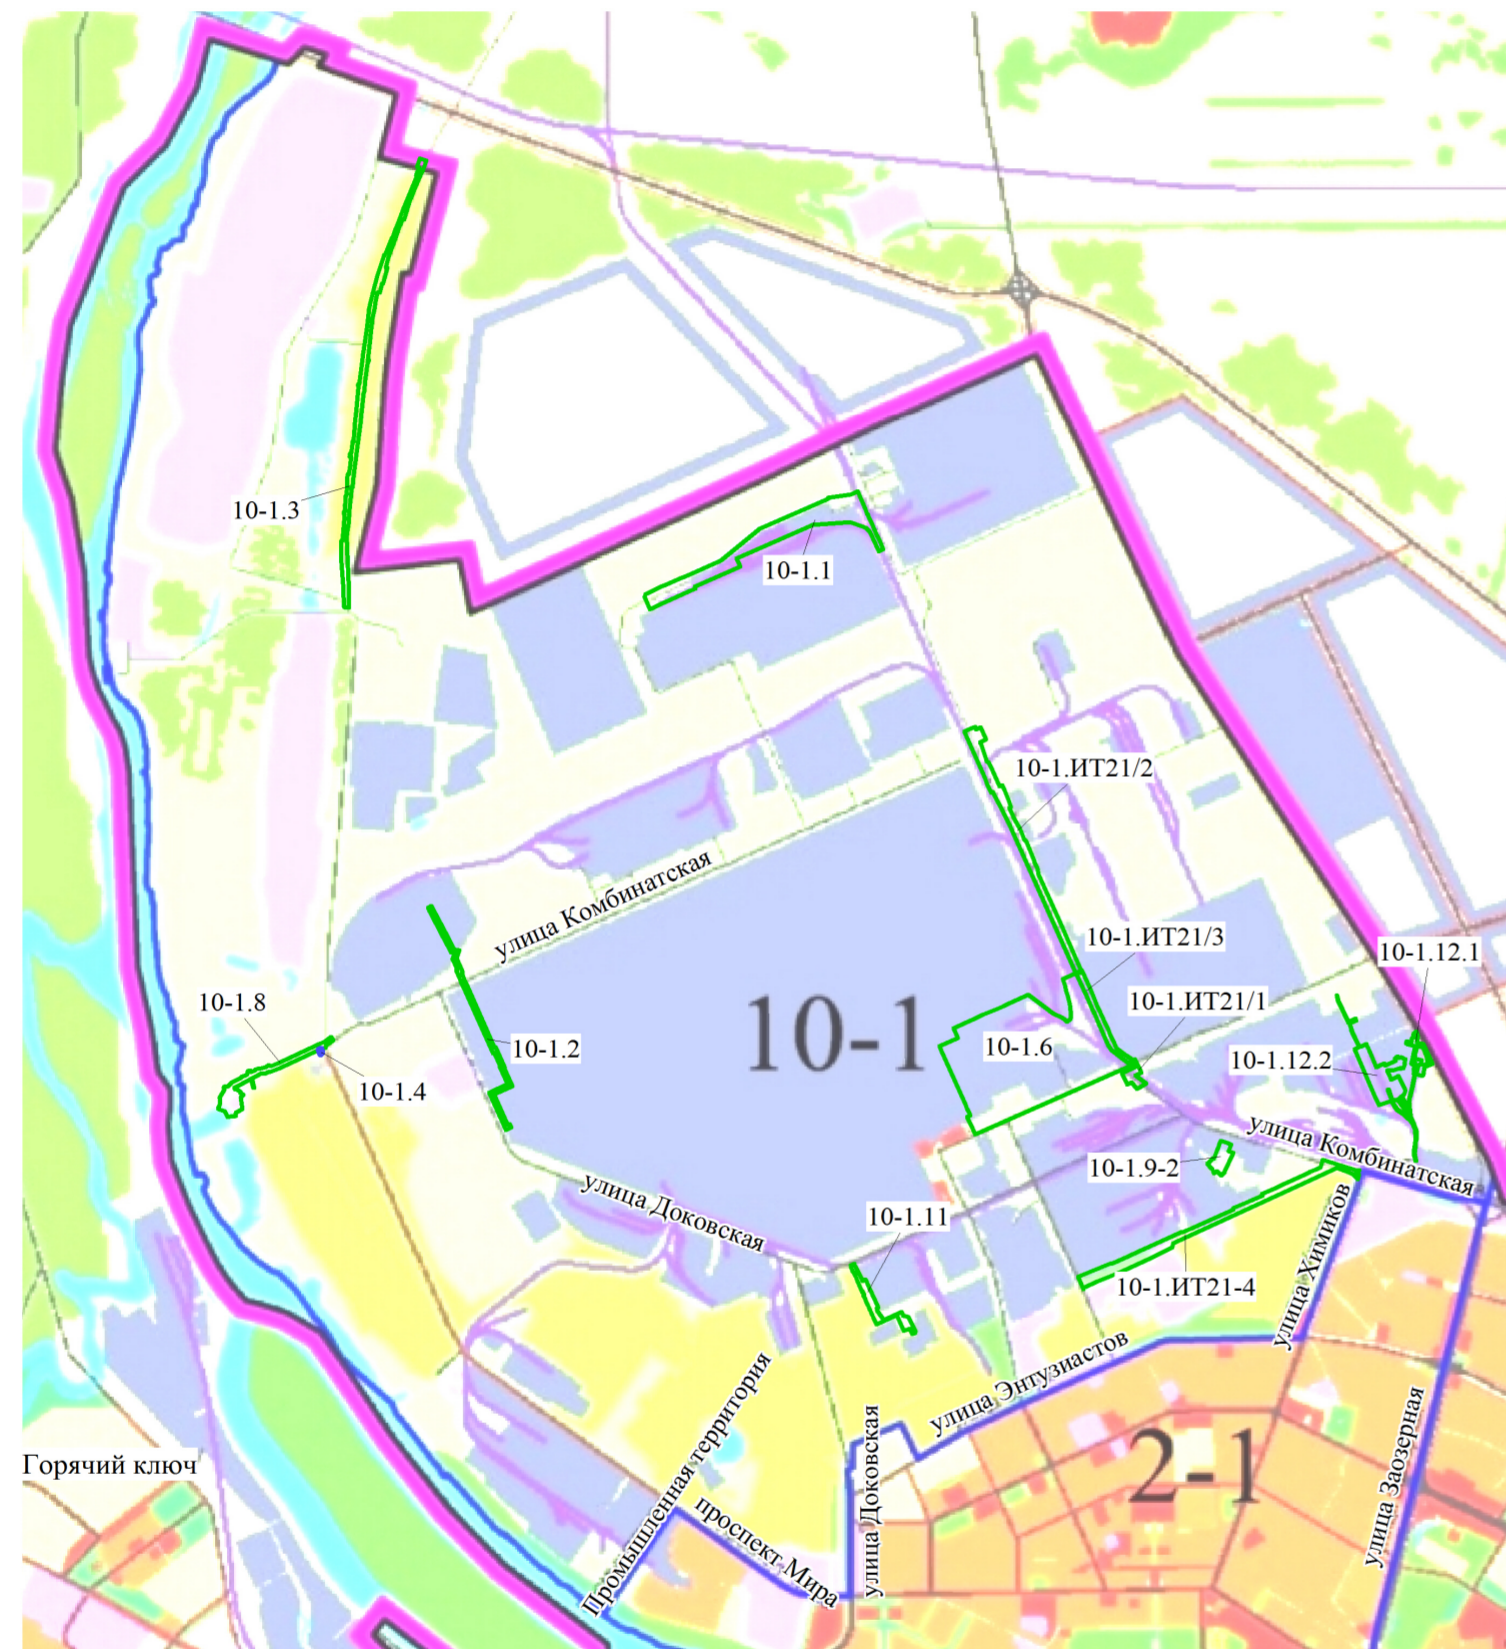 10-1.3
10-1.1
10-1.ИТ21/2
улица Комбинатская
10-1.ИТ21/3
10-1.12.1
10-1.8
10-1.ИТ21/1
10-1
10-1.2
10-1.6
10-1.12.2
10-1.4
улица Комбинатская
10-1.9-2
улица Доковская
10-1.11
10-1.ИТ21-4
улица Химиков
улица Энтузиастов
Промышленная территория
улица Доковская
2-1
улица Заозерная
Горячий ключ
проспект Мира